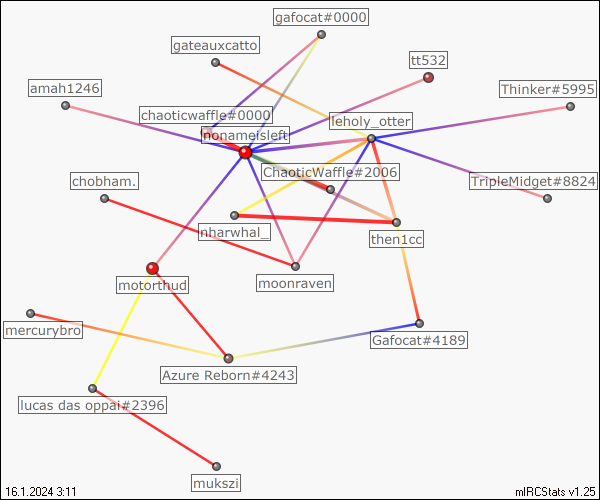 gafocat#0000
gateauxcatto
tt532
amah1246
Thinker#5995
chaoticwaffle#0000
leholy_otter
nonameisleft
ChaoticWaffle#2006
chobham.
TripleMidget#8824
nharwhal_
then1cc
motorthud
moonraven
mercurybro
Gafocat#4189
Azure Reborn#4243
lucas das oppai#2396
mukszi
16.1.2024 3:11
mIRCStats v1.25